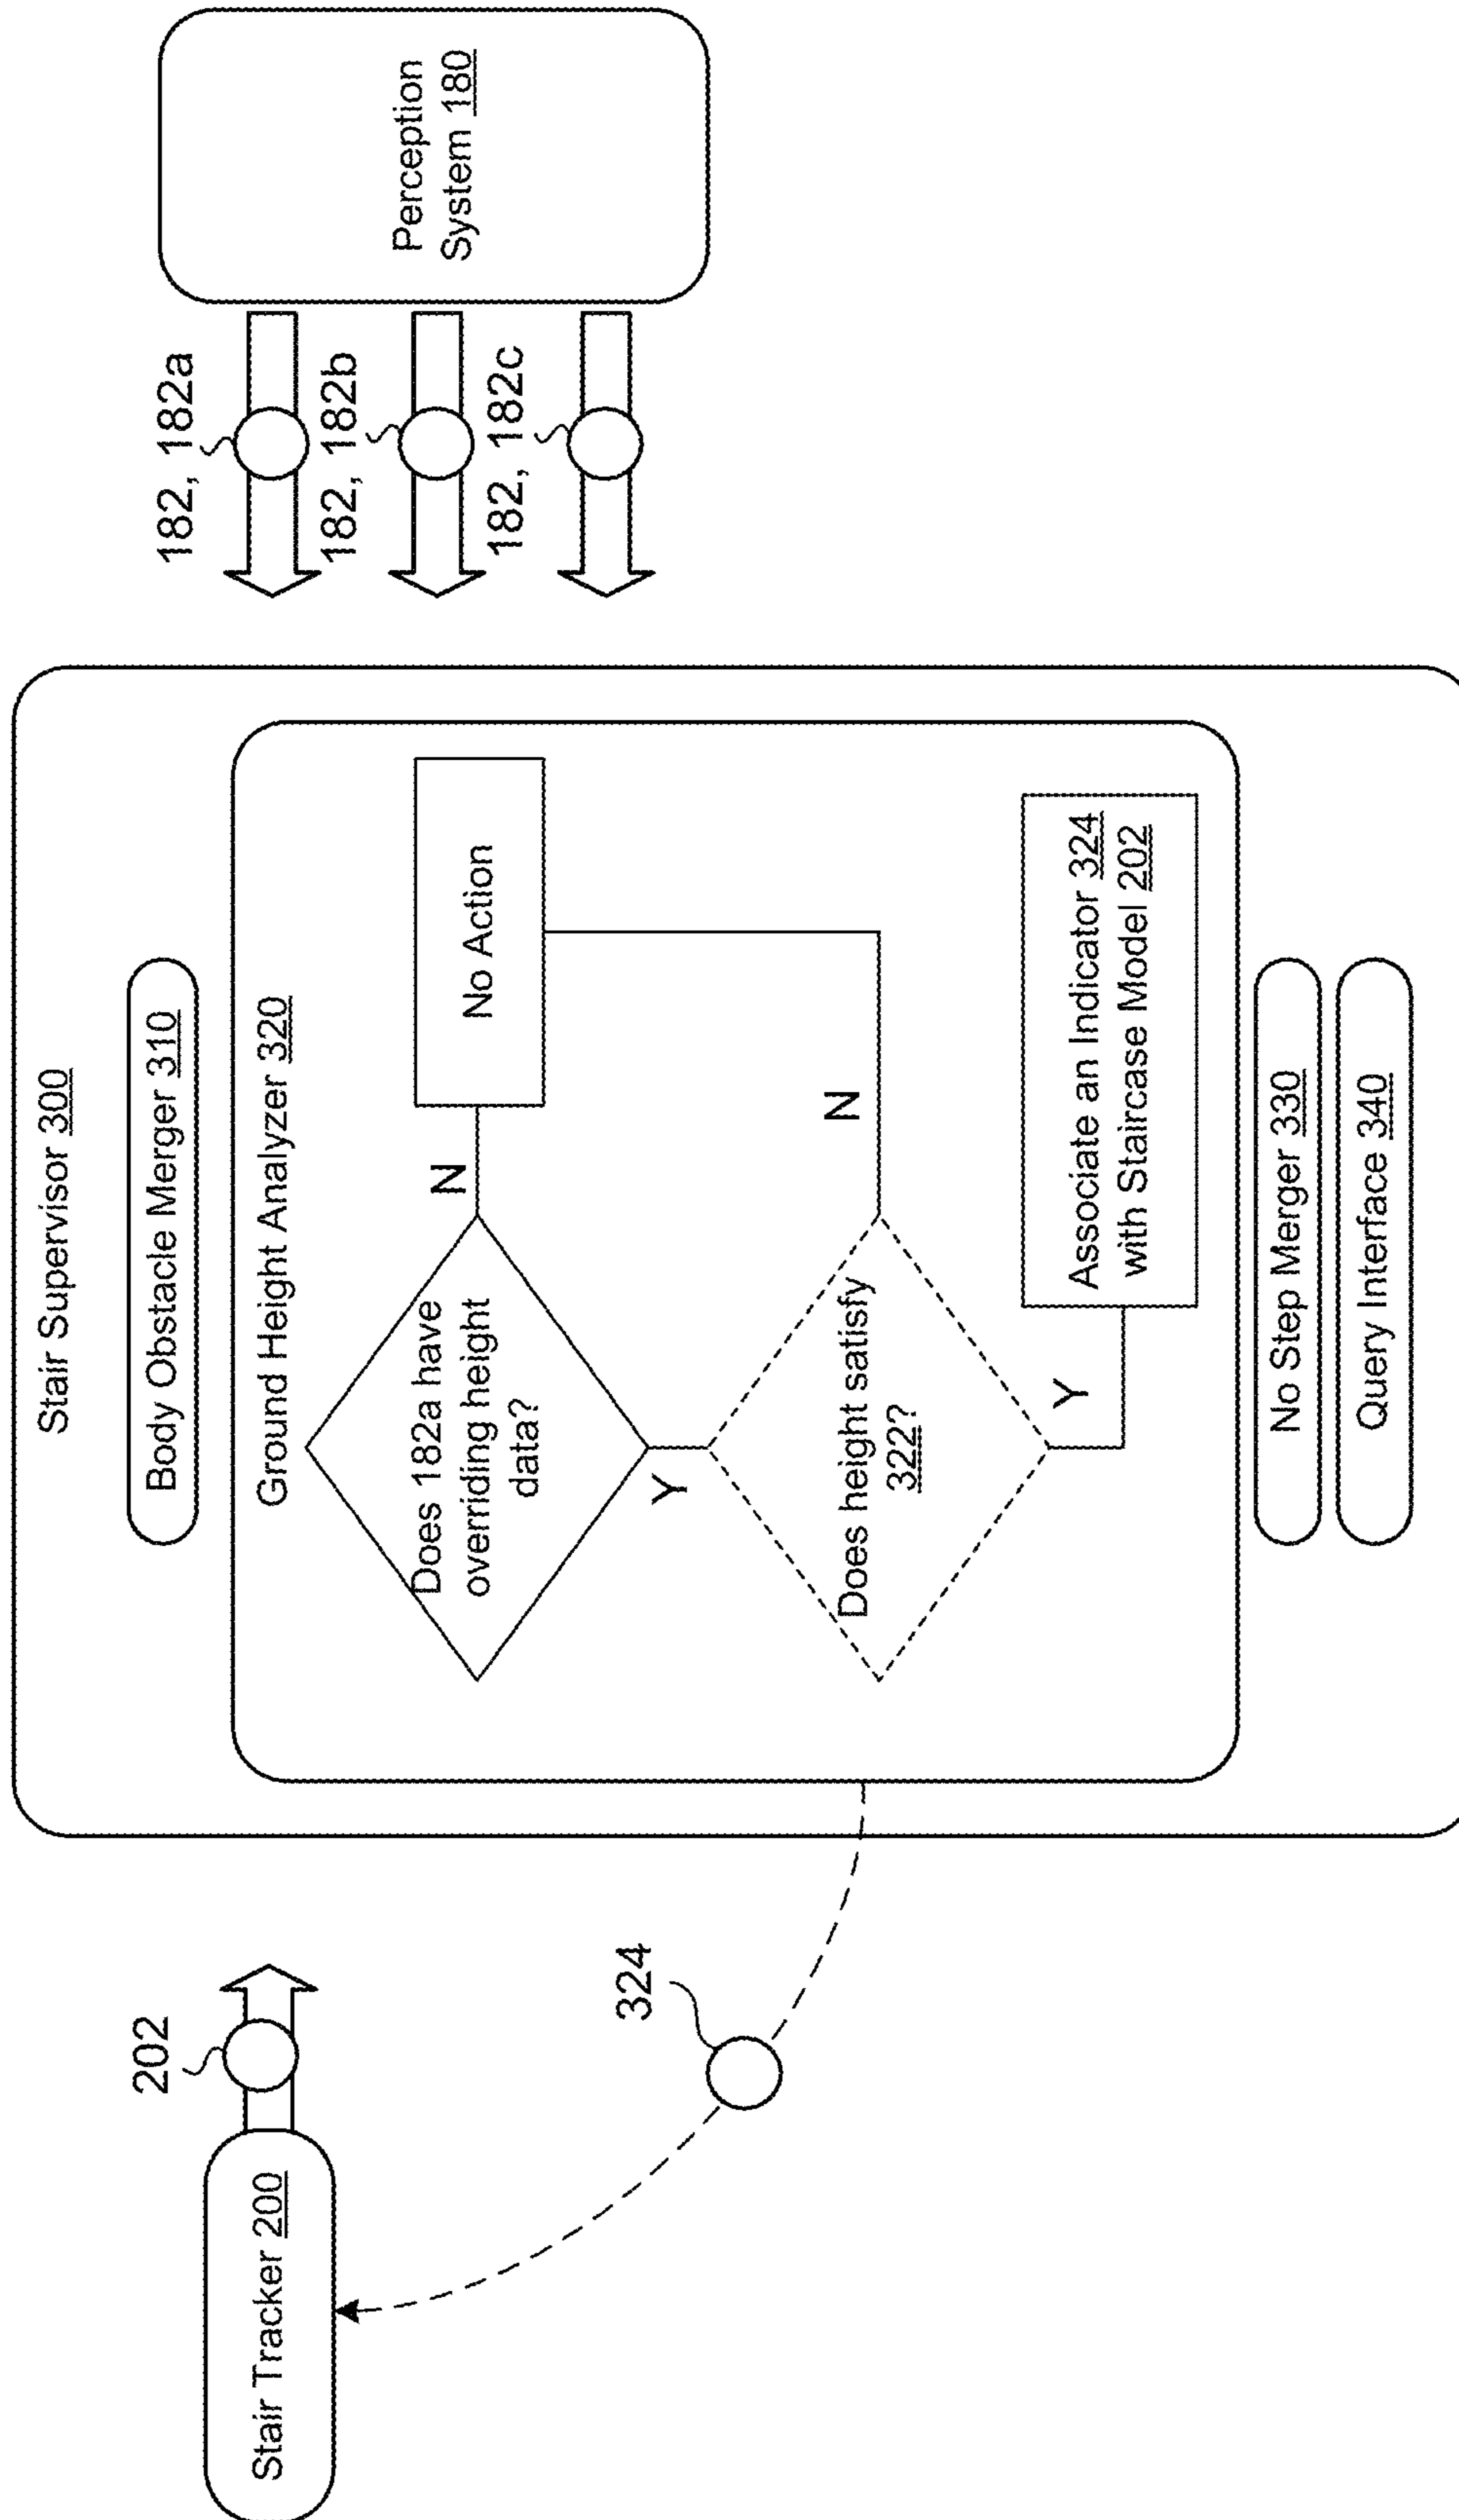 Stair Tracker 200
202
324
Stair Supervisor 300
Body Obstacle Merger 310
Ground Height Analyzer 320
Does 182a have
overriding height
data?
N
No Action
Y
Does height satisfy
322?
N
Y
Associate an Indicator 324
with Staircase Model 202
No Step Merger 330
Query Interface 340
182, 182a
182, 182b
182, 182c
Perception
System 180